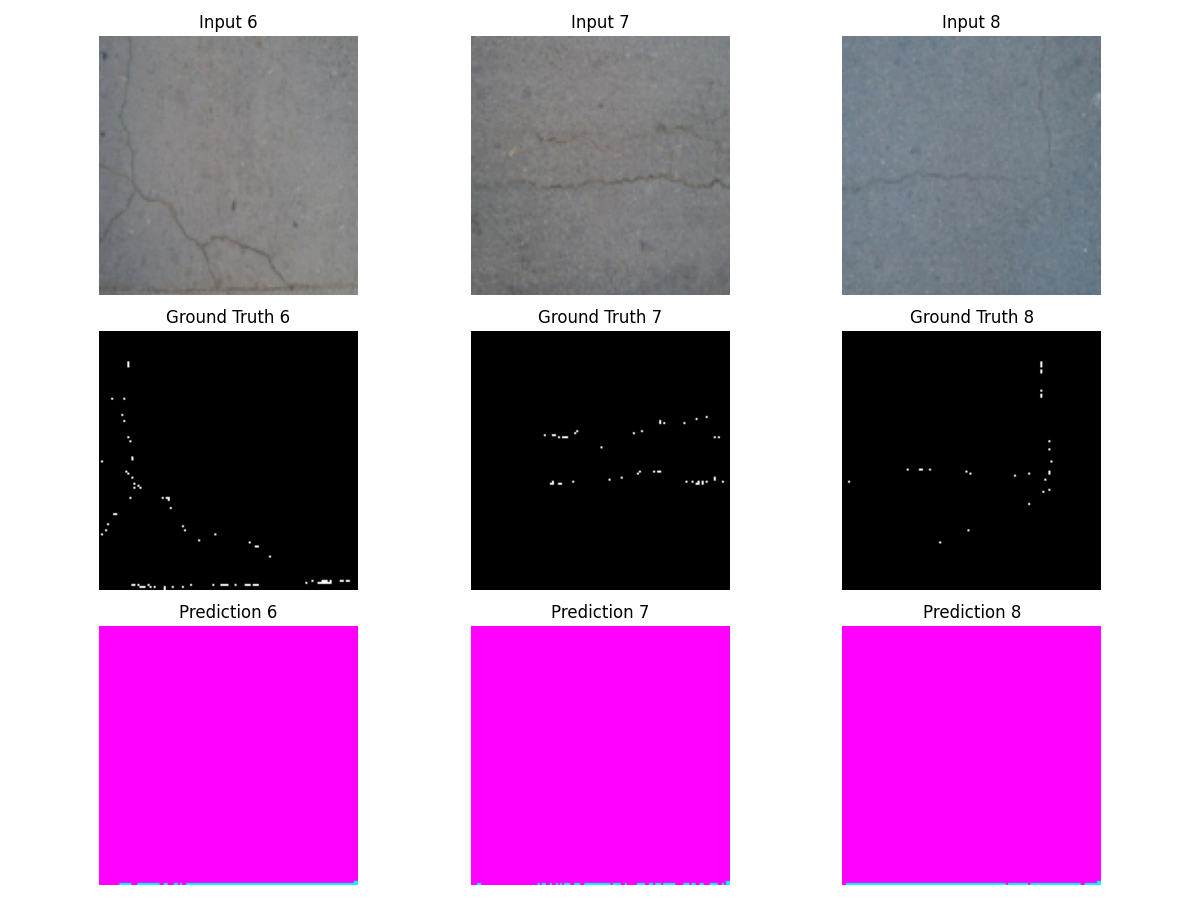 Input 6
Input 7
Input 8
Ground Truth 6
Ground Truth 7
Ground Truth 8
Prediction 6
Prediction 7
Prediction 8